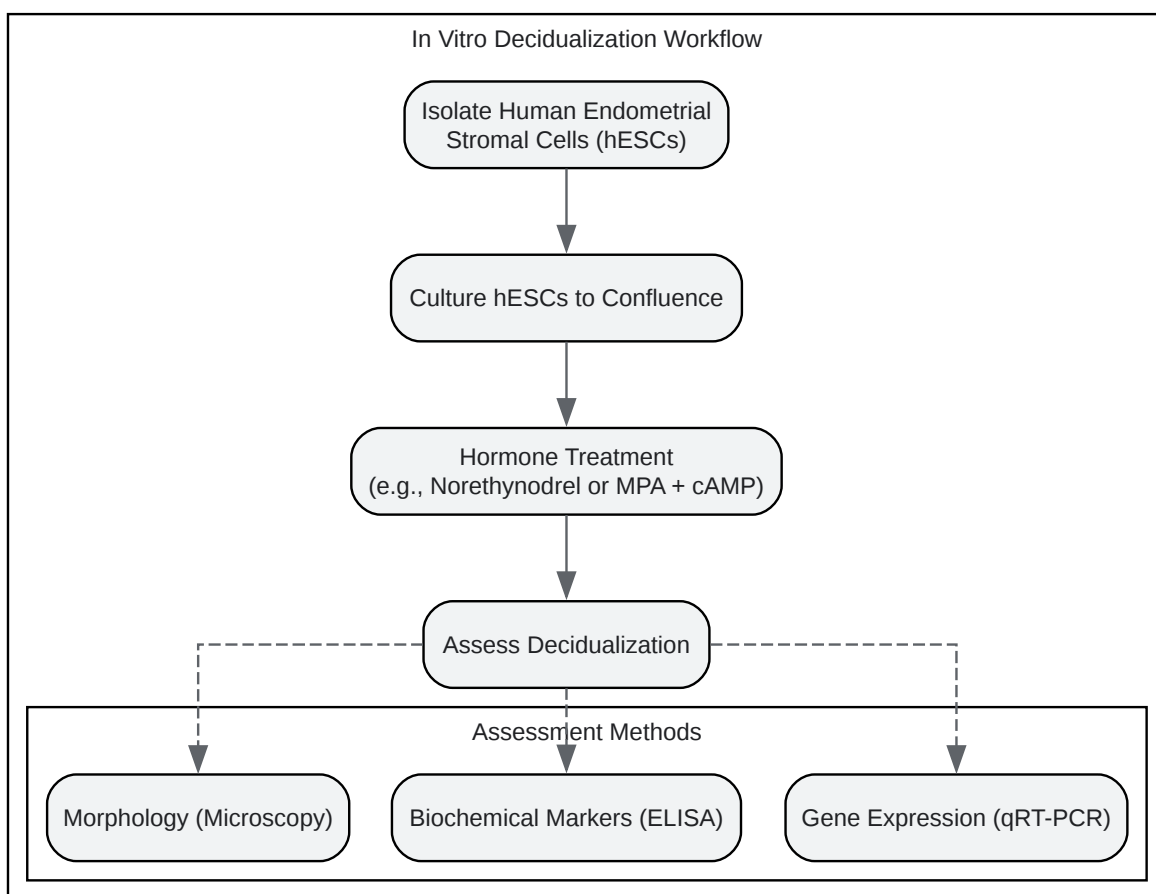 In Vitro Decidualization Workflow
Isolate Human Endometrial
Stromal Cells (hESCs)
Culture hESCs to Confluence
Hormone Treatment
(e.g., Norethynodrel or MPA + cAMP)
Assess Decidualization
Assessment Methods
Morphology (Microscopy)
Biochemical Markers (ELISA)
Gene Expression (qRT-PCR)